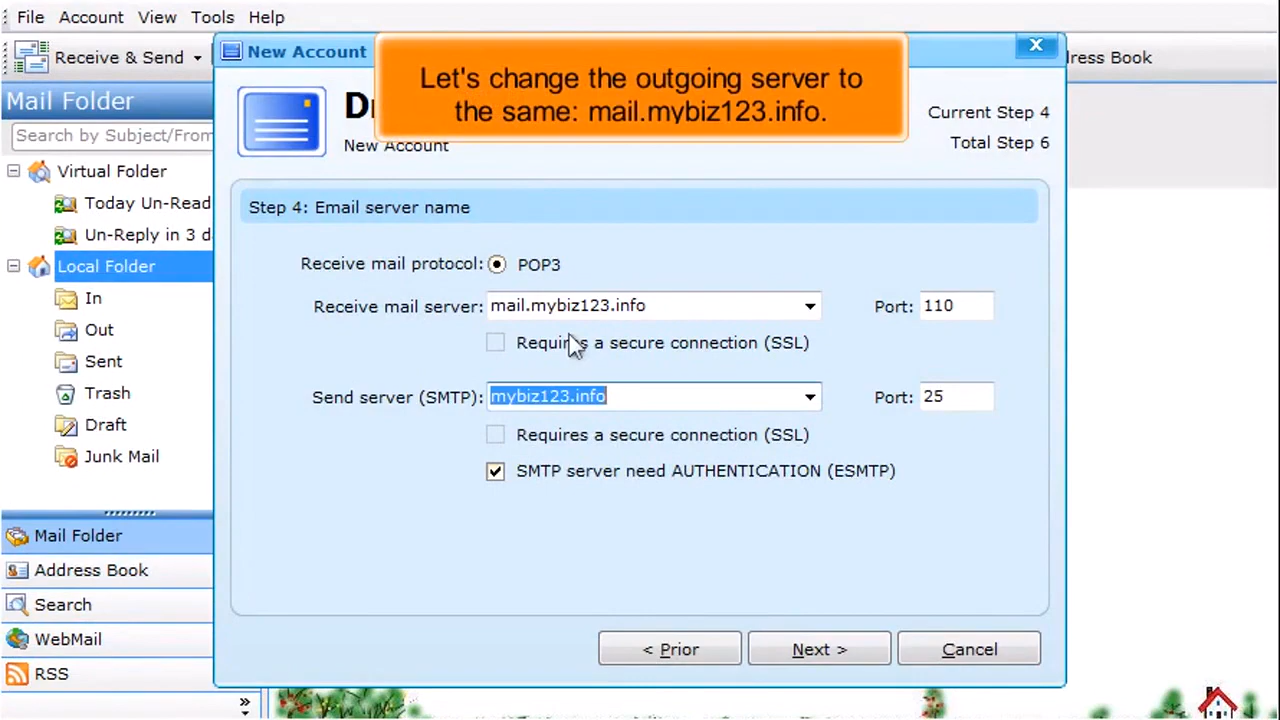 File Account View Tools Help
Receive & Send
ress Book
Mail Folder
Search by Subject/From
Virtual Folder
Today Un-Read
Un-Reply in 3 d
Local Folder
In
Out
Sent
Trash
Draft
Junk Mail
Mail Folder
Address Book
Search
WebMail
RSS
»
New Account
X
Let's change the outgoing server to
the same: mail.mybiz123.info.
New Account
Current Step 4
Total Step 6
Step 4: Email server name
Receive mail protocol: POP3
Receive mail server: mail.mybiz123.info Port: 110
Requires a secure connection (SSL)
Send server (SMTP): mybiz123.info Port: 25
Requires a secure connection (SSL)
SMTP server need AUTHENTICATION (ESMTP)
< Prior Next > Cancel